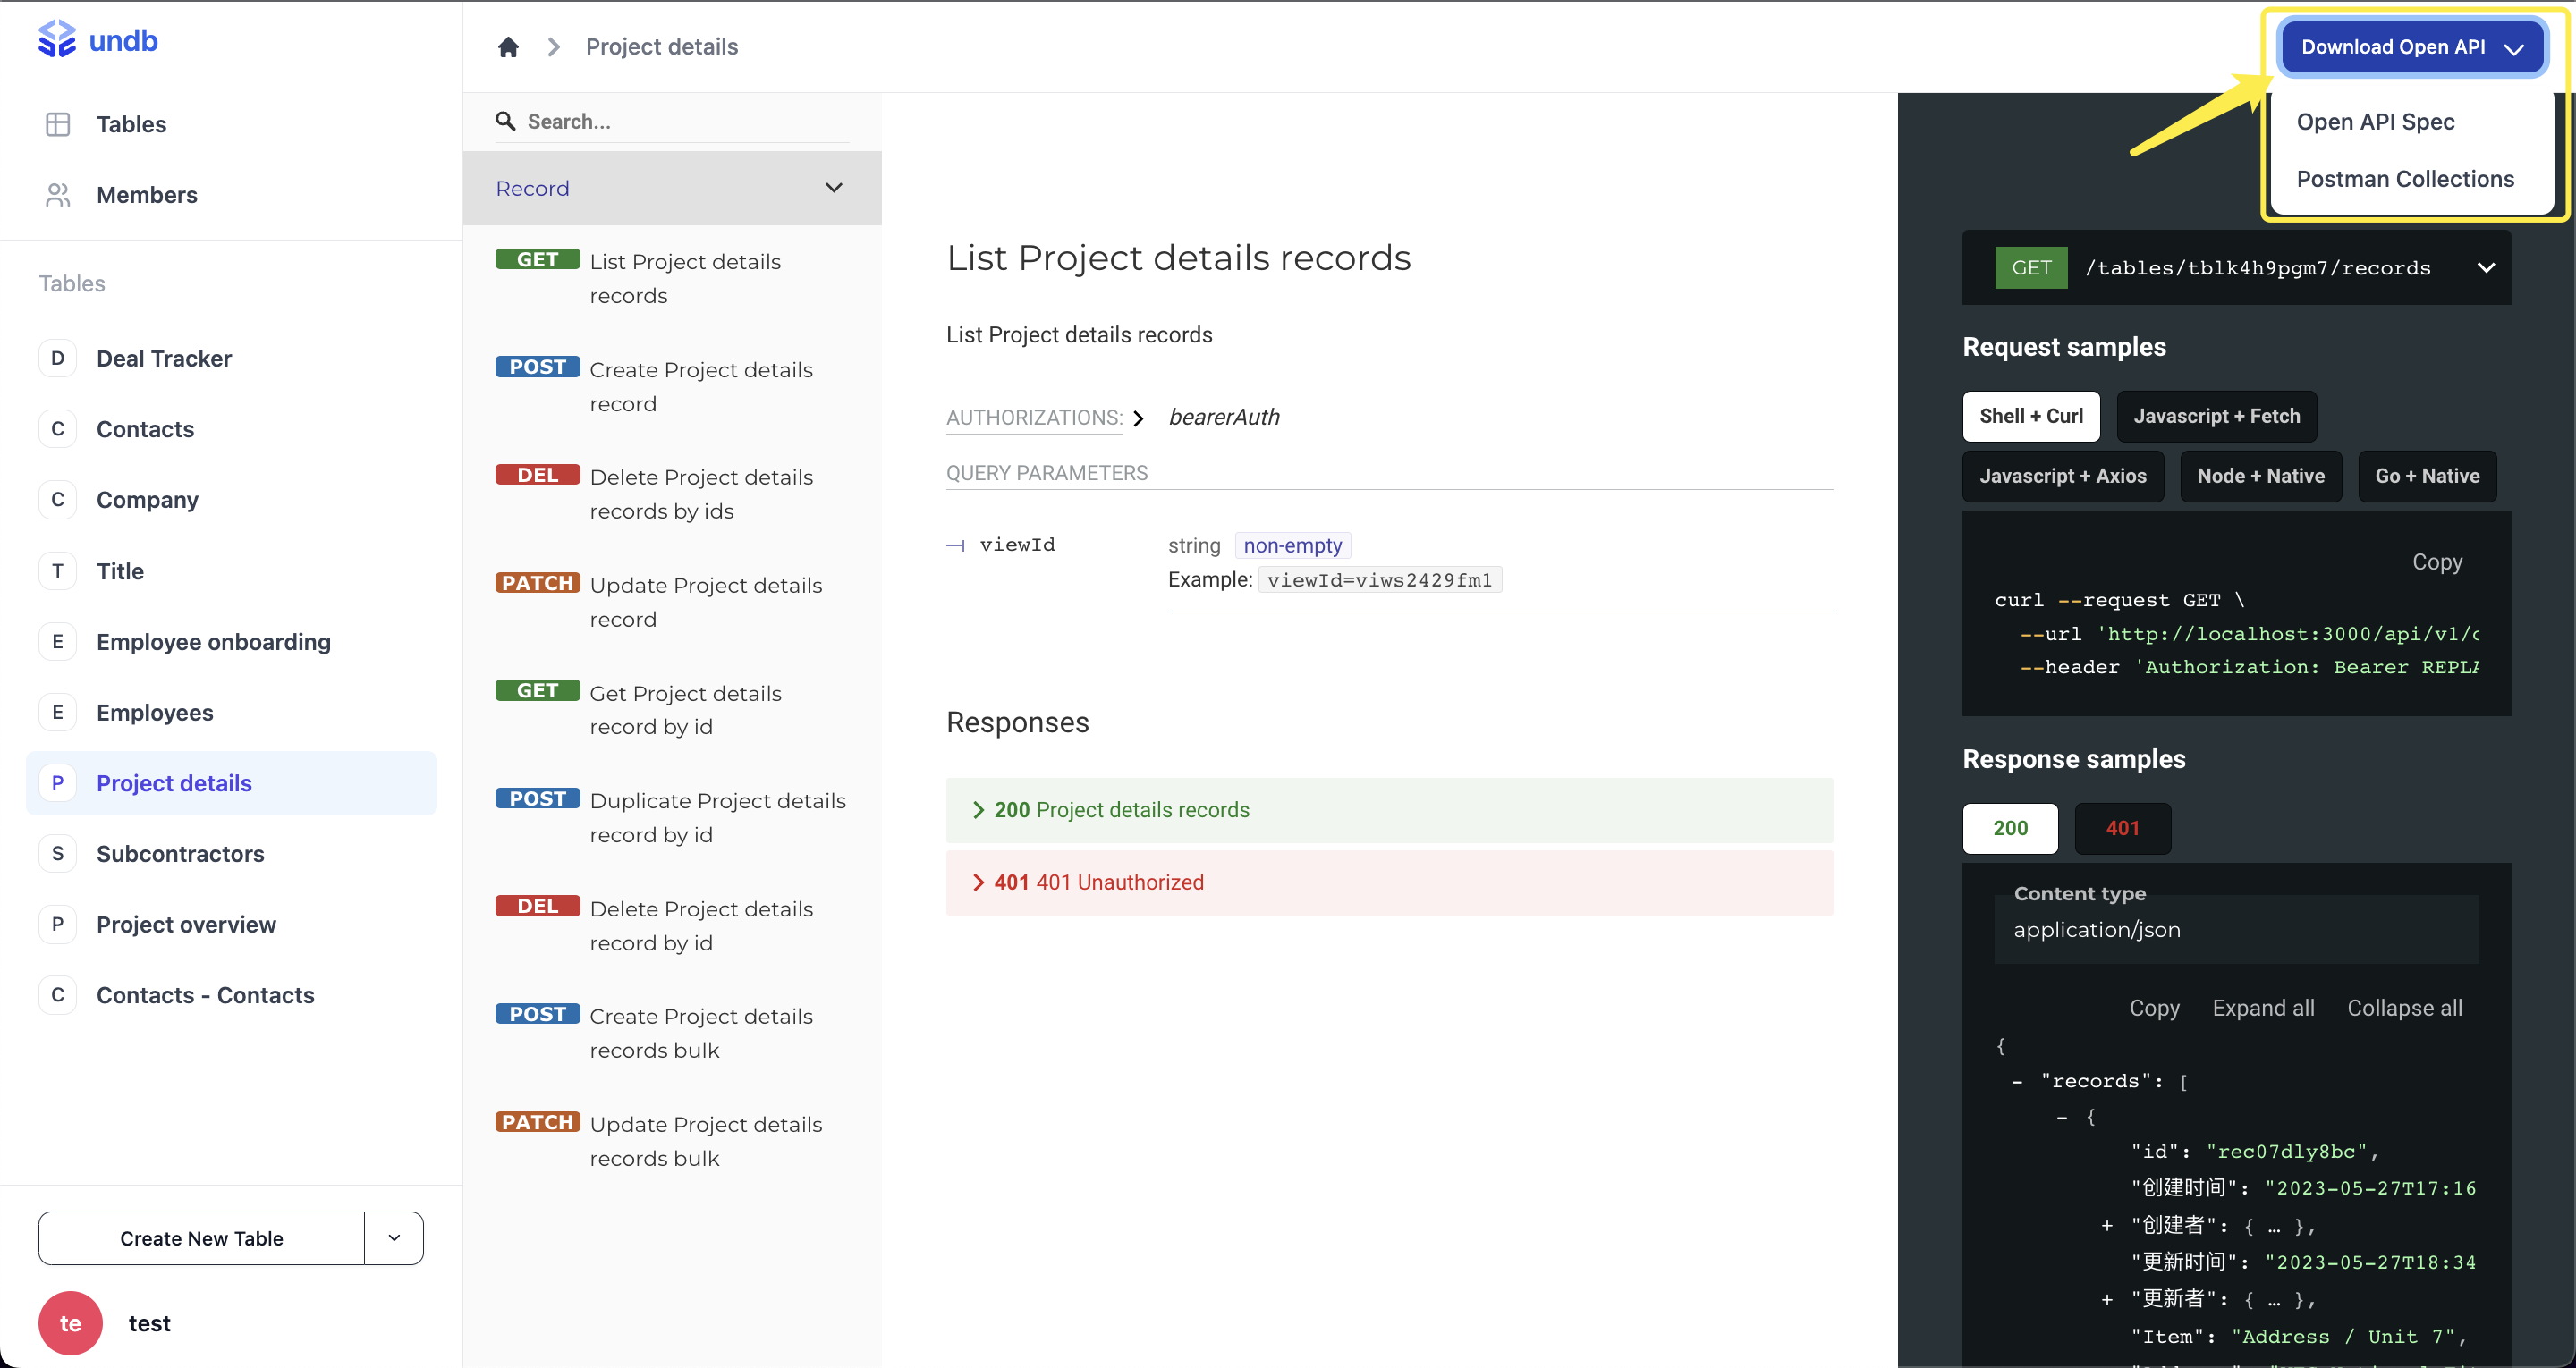 undb
Tables
Members
Tables
D Deal Tracker
C Contacts
C Company
T Title
E Employee onboarding
E Employees
P Project details
S Subcontractors
P Project overview
C Contacts - Contacts
Create New Table
te test
Project details
Download Open API
Open API Spec
Postman Collections
Search...
Record
GET List Project details
records
POST Create Project details
record
DEL Delete Project details
records by ids
PATCH Update Project details
record
GET Get Project details
record by id
POST Duplicate Project details
record by id
DEL Delete Project details
record by id
POST Create Project details
records bulk
PATCH Update Project details
records bulk
List Project details records
List Project details records
AUTHORIZATIONS: bearerAuth
QUERY PARAMETERS
viewId string non-empty
Example: viewId=viws2429fm1
Responses
200 Project details records
401 401 Unauthorized
GET /tables/tblk4h9pgm7/records
Request samples
Shell + Curl Javascript + Fetch
Javascript + Axios Node + Native Go + Native
Copy
curl --request GET \
--url 'http://localhost:3000/api/v1/
--header 'Authorization: Bearer REPL
Response samples
200 401
Content type
application/json
Copy Expand all Collapse all
{
- "records": [
- {
"id": "rec07dly8bc",
"创建时间": "2023-05-27T17:16
+ "创建者": { … },
"更新时间": "2023-05-27T18:34
+ "更新者": { … },
"Item": "Address / Unit 7",